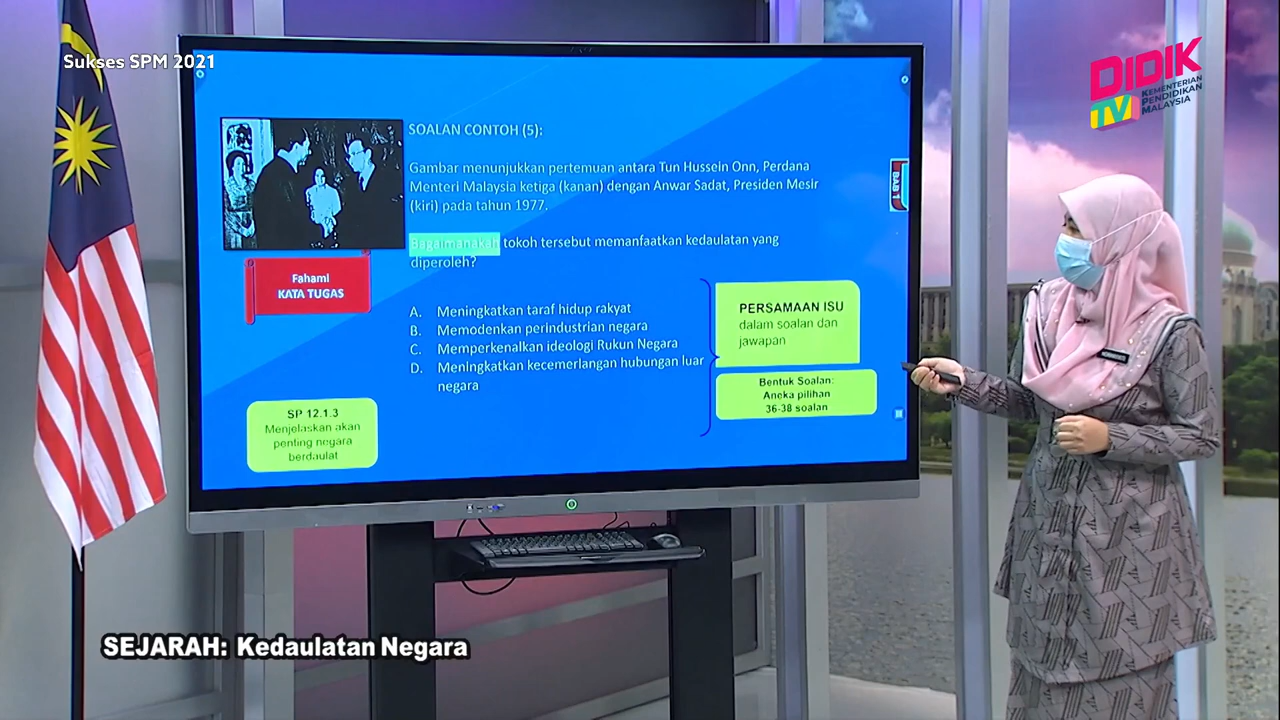 Sukses SPM 2021
DIDIK
TV
KEMENTERIAN
PENDIDIKAN
MALAYSIA
SOALAN CONTOH (5):
Gambar menunjukkan pertemuan antara Tun Hussein Onn, Perdana
Menteri Malaysia ketiga (kanan) dengan Anwar Sadat, Presiden Mesir
(kiri) pada tahun 1977.
Bagaimanakah tokoh tersebut memanfaatkan kedaulatan yang
diperoleh?
BAB 1
Fahami
KATA TUGAS
A. Meningkatkan taraf hidup rakyat
B. Memodenkan perindustrian negara
C. Memperkenalkan ideologi Rukun Negara
D. Meningkatkan kecemerlangan hubungan luar
negara
PERSAMAAN ISU
dalam soalan dan
jawapan
Bentuk Soalan:
Aneka pilihan
36-38 soalan
SP 12.1.3
Menjelaskan akan
penting negara
berdaulat
SEJARAH: Kedaulatan Negara